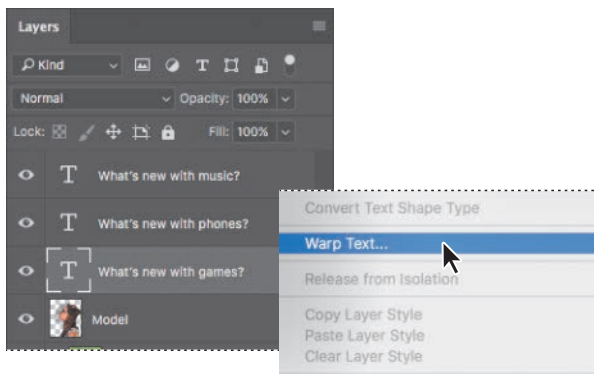 Layers
Kind
Normal Opacity: 100%
Lock: Fill: 100%
T What's new with music?
T What's new with phones?
T What's new with games?
Model
Convert Text Shape Type
Warp Text...
Release from Isolation
Copy Layer Style
Paste Layer Style
Clear Layer Style